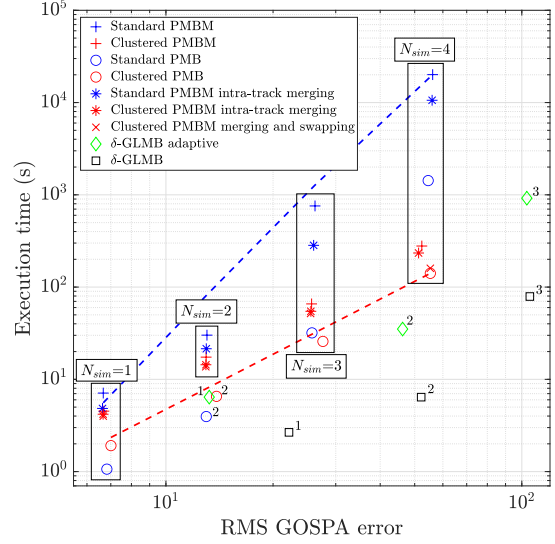 Standard PMBM
Clustered PMBM
Standard PMB
Clustered PMB
Standard PMBM intra-track merging
Clustered PMBM intra-track merging
Clustered PMBM merging and swapping
δ-GLMB adaptive
δ-GLMB
N_sim=4
N_sim=2
N_sim=1
N_sim=3
3
3
2
2
1 2
2
1
10^5
10^4
10^3
10^2
10^1
10^0
10^1
10^2
Execution time (s)
RMS GOSPA error